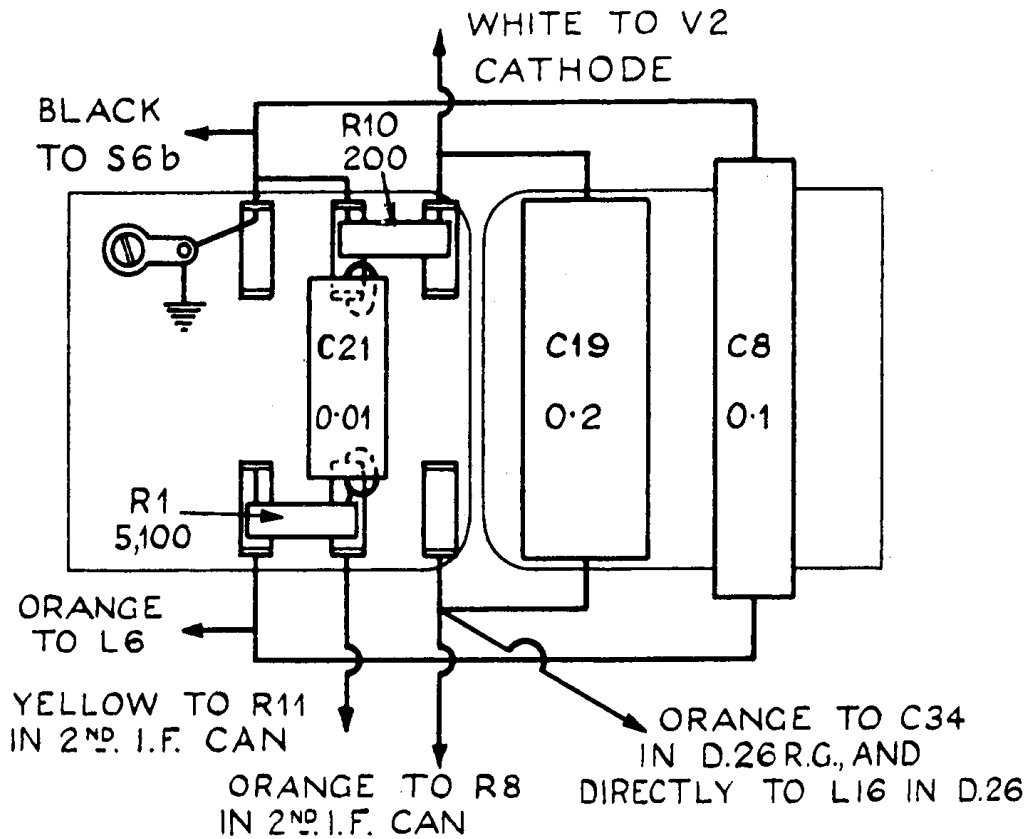 WHITE TO V2
CATHODE
BLACK
TO S6b
R10
200
C21
0·01
C19
0·2
C8
0·1
R1
5,100
ORANGE
TO L6
YELLOW TO R11
IN 2ND. I.F. CAN
ORANGE TO R8
IN 2ND. I.F. CAN
ORANGE TO C34
IN D.26 R.G., AND
DIRECTLY TO L16 IN D.26